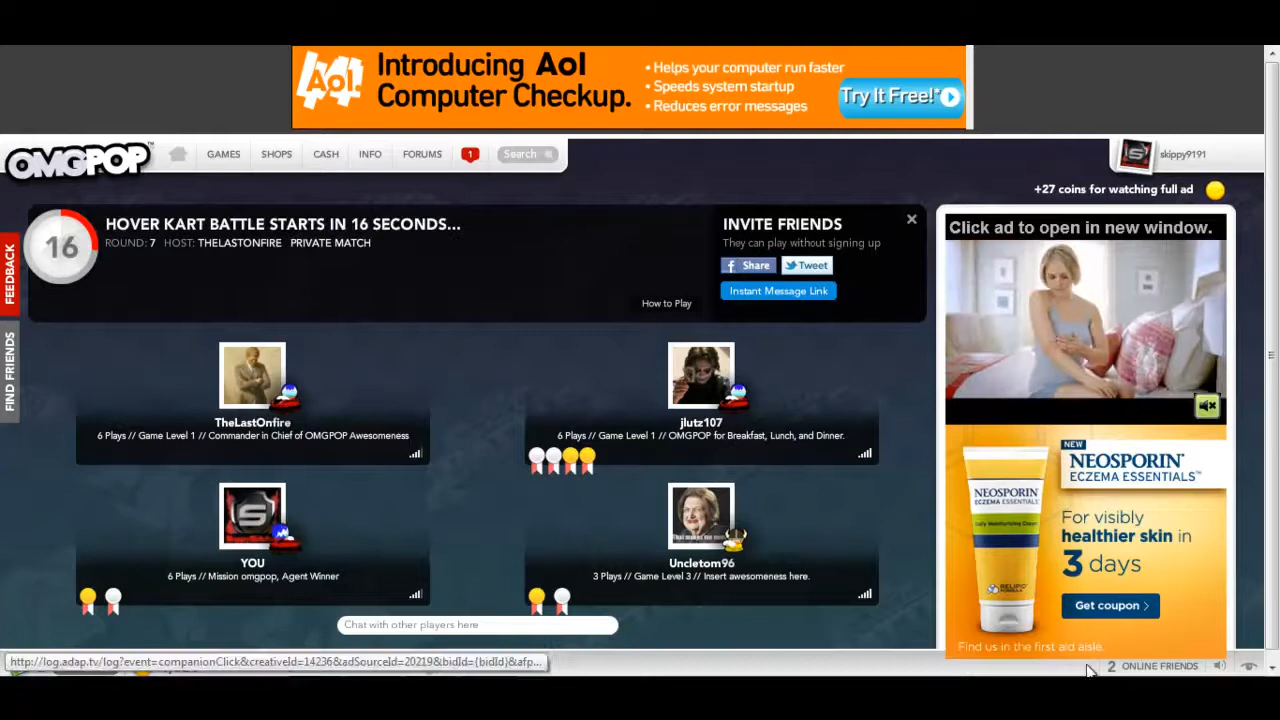 Aol.
Introducing Aol
Computer Checkup.
• Helps your computer run faster
• Speeds system startup
• Reduces error messages
Try It Free!*
OMGPOP
GAMES
SHOPS
CASH
INFO
FORUMS
1
Search
skippy9191
+27 coins for watching full ad
FEEDBACK
FIND FRIENDS
16
HOVER KART BATTLE STARTS IN 16 SECONDS...
ROUND: 7 HOST: THELASTONFIRE PRIVATE MATCH
How to Play
INVITE FRIENDS
They can play without signing up
Share
Tweet
Instant Message Link
Click ad to open in new window.
TheLastOnfire
6 Plays // Game Level 1 // Commander in Chief of OMGPOP Awesomeness
jlutz107
6 Plays // Game Level 1 // OMGPOP for Breakfast, Lunch, and Dinner.
S
YOU
6 Plays // Mission omgpop, Agent Winner
Uncletom96
3 Plays // Game Level 3 // Insert awesomeness here.
Chat with other players here
NEW
NEOSPORIN
ECZEMA ESSENTIALS™
NEOSPORIN
ECZEMA ESSENTIALS
Daily Moisturizing Cream
RELIPID
For visibly
healthier skin in
3 days
Get coupon
Find us in the first aid aisle.
http://log.adap.tv/log?event=companionClick&creativeId=14236&adSourceId=20219&bidId={bidId}&afp...
2 ONLINE FRIENDS